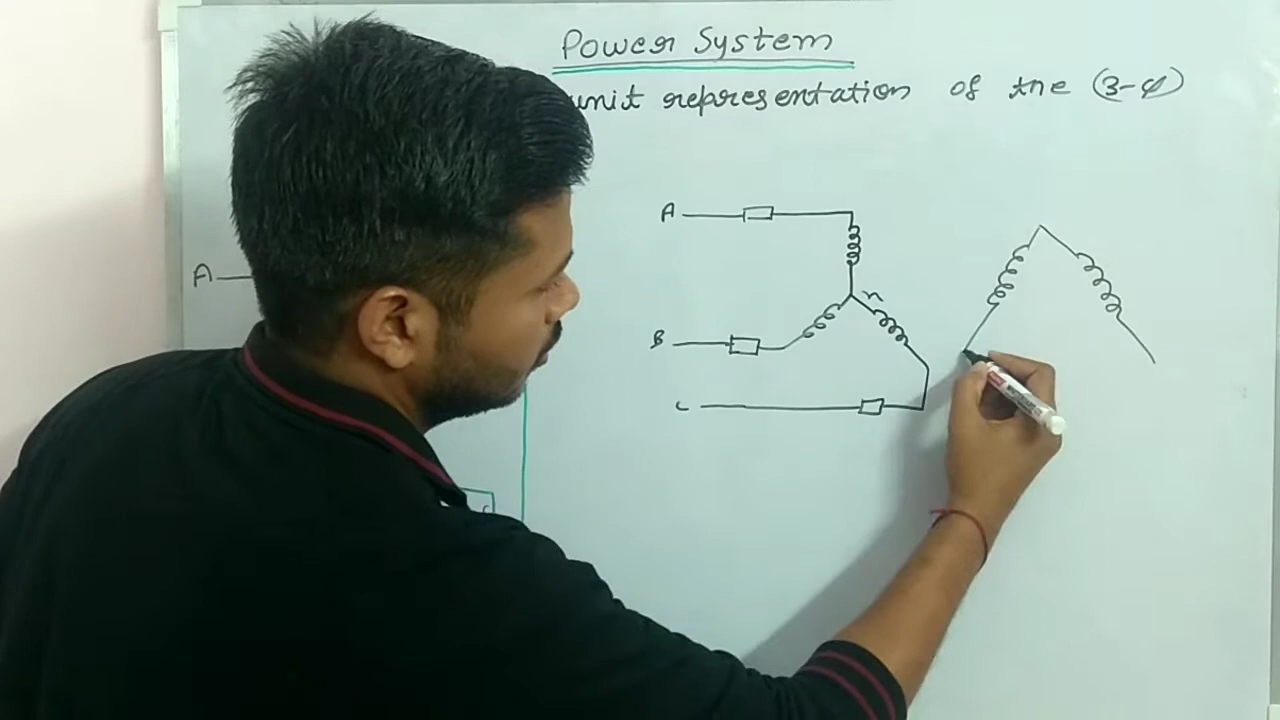 Power System
unit representation of the (3-φ)
A
n
A
B
C